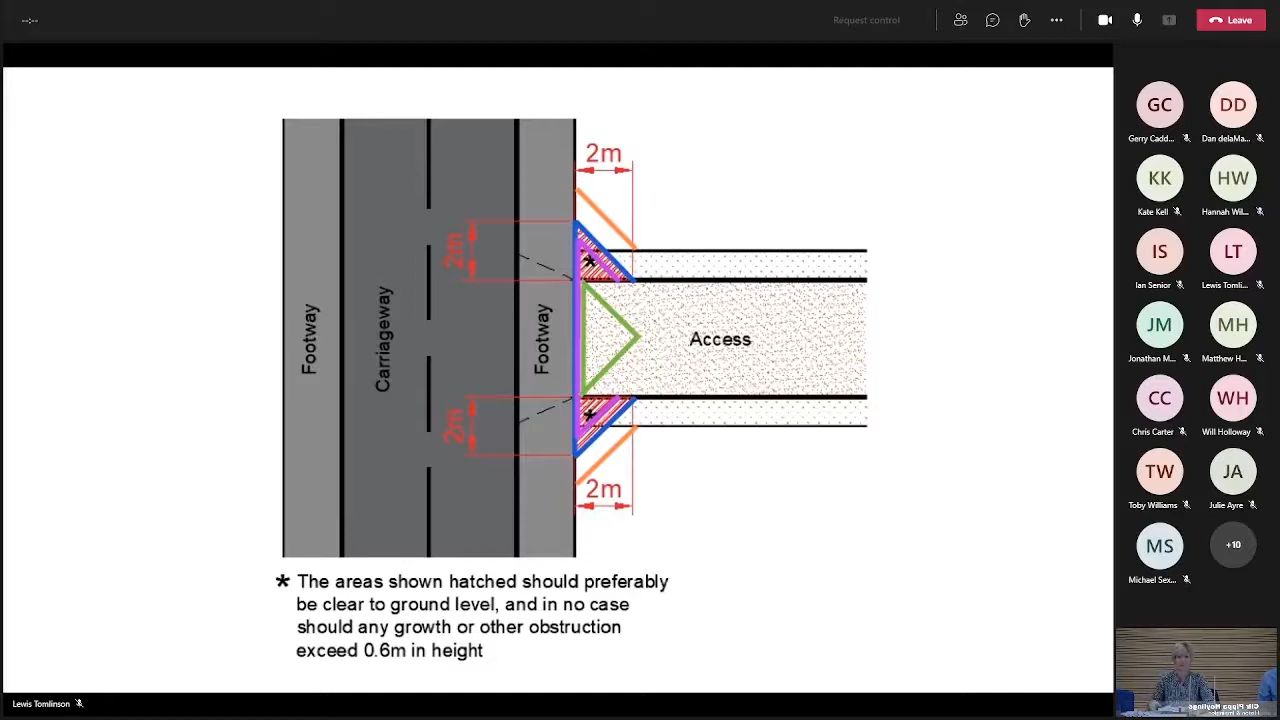 --:--
Request control
Leave
2m
2m
*
Footway
Carriageway
Footway
Access
2m
*
2m
* The areas shown hatched should preferably
be clear to ground level, and in no case
should any growth or other obstruction
exceed 0.6m in height
GC
DD
Gerry Cadd...
Dan delaMa...
KK
HW
Kate Kell
Hannah Wil...
IS
LT
Ian Senior
Lewis Tomli...
JM
MH
Jonathan M...
Matthew H...
CC
WH
Chris Carter
Will Holloway
TW
JA
Toby Williams
Julie Ayre
MS
+10
Michael Sex...
Lewis Tomlinson